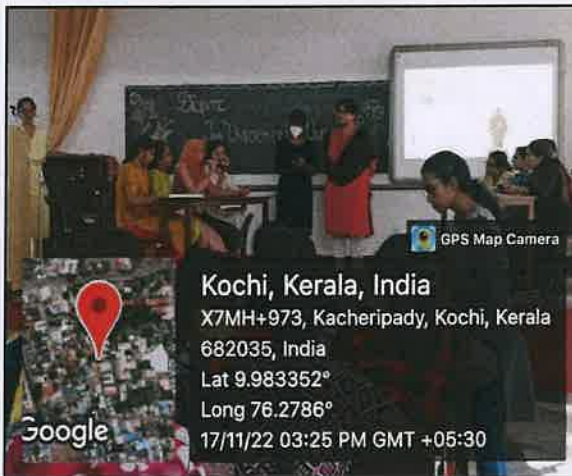 Dept
GPS Map Camera
Kochi, Kerala, India
X7MH+973, Kacheripady, Kochi, Kerala
682035, India
Lat 9.983352°
Long 76.2786°
17/11/22 03:25 PM GMT +05:30
Google